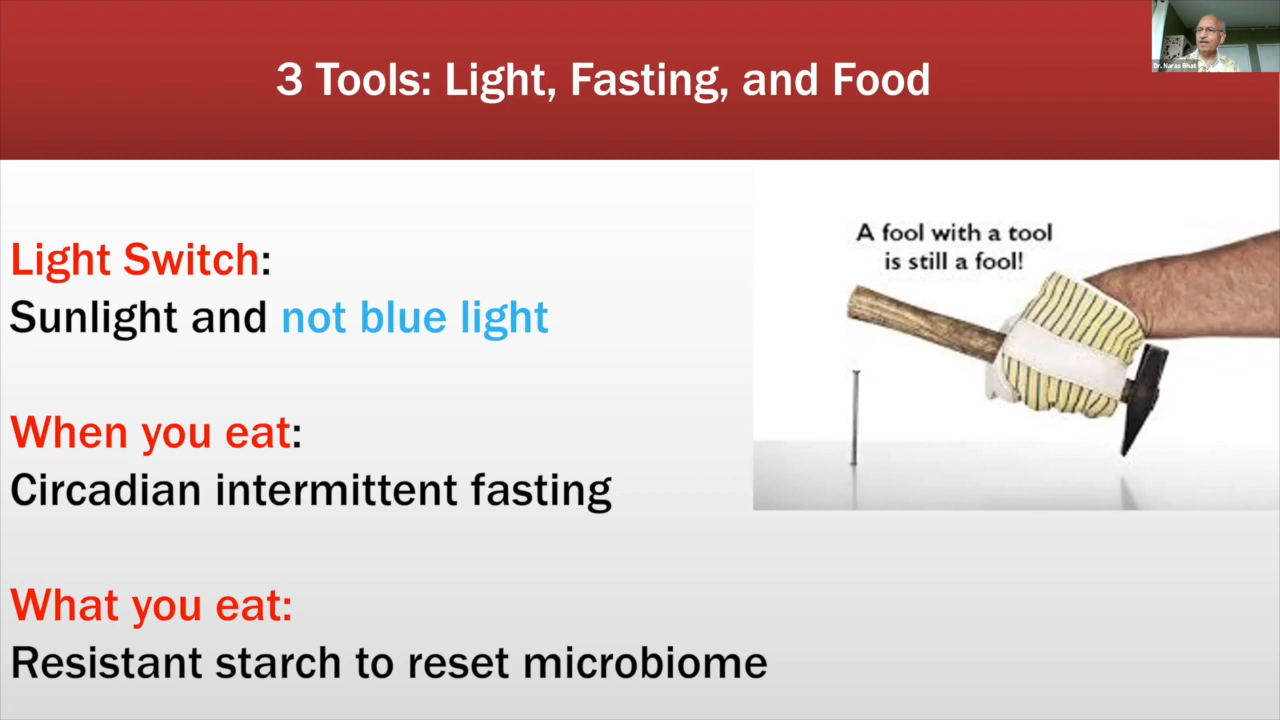 3 Tools: Light, Fasting, and Food
Dr. Naras Bhat
Light Switch:
Sunlight and not blue light
When you eat:
Circadian intermittent fasting
What you eat:
Resistant starch to reset microbiome
A fool with a tool
is still a fool!